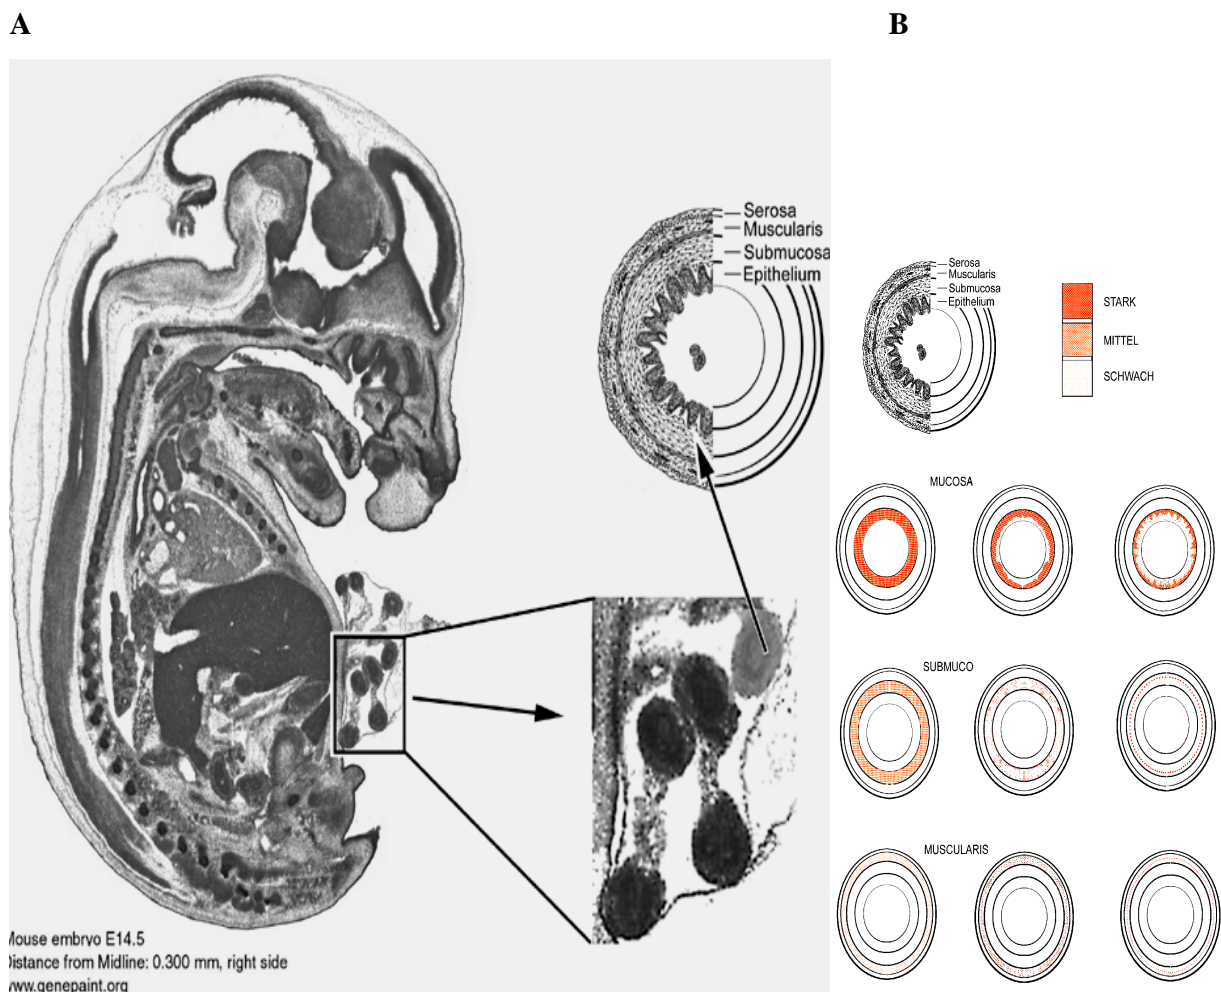 A
B
Serosa
Muscularis
Submucosa
Epithelium
Mouse embryo E14.5
Distance from Midline: 0.300 mm, right side
www.genepaint.org
Serosa
Muscularis
Submucosa
Epithelium
STARK
MITTEL
SCHWACH
MUCOSA
SUBMUCO
MUSCULARIS